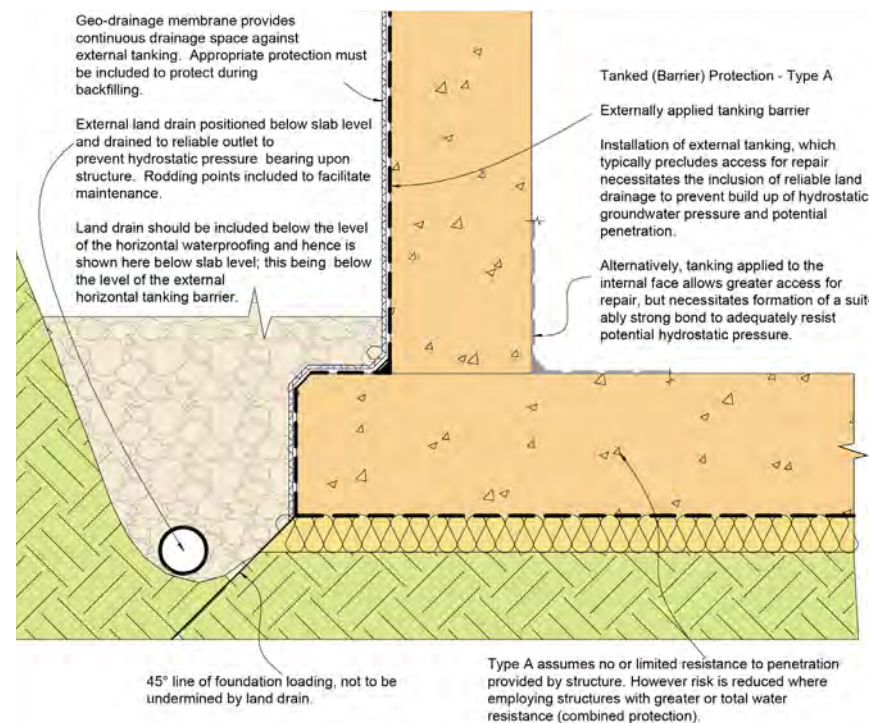 Geo-drainage membrane provides
continuous drainage space against
external tanking. Appropriate protection must
be included to protect during
backfilling.
External land drain positioned below slab level
and drained to reliable outlet to
prevent hydrostatic pressure bearing upon
structure. Rodding points included to facilitate
maintenance.
Land drain should be included below the level
of the horizontal waterproofing and hence is
shown here below slab level; this being below
the level of the external
horizontal tanking barrier.
Tanked (Barrier) Protection - Type A
Externally applied tanking barrier
Installation of external tanking, which
typically precludes access for repair
necessitates the inclusion of reliable land
drainage to prevent build up of hydrostatic
groundwater pressure and potential
penetration.
Alternatively, tanking applied to the
internal face allows greater access for
repair, but necessitates formation of a suit-
ably strong bond to adequately resist
potential hydrostatic pressure.
45° line of foundation loading, not to be
undermined by land drain.
Type A assumes no or limited resistance to penetration
provided by structure. However risk is reduced where
employing structures with greater or total water
resistance (combined protection).